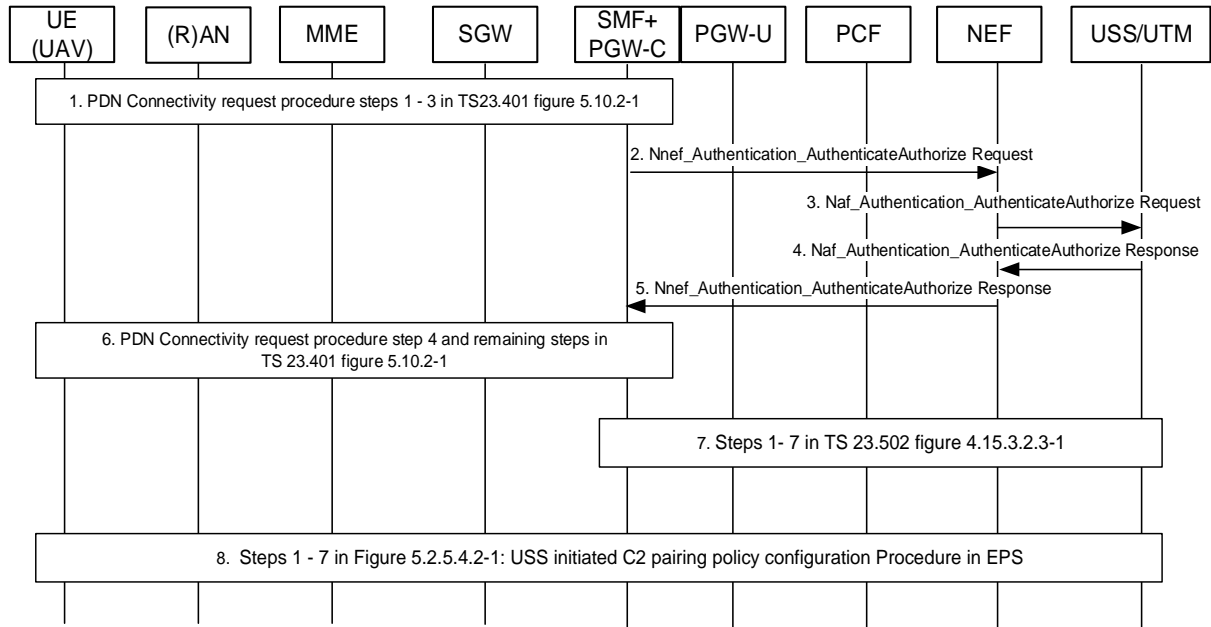 UE
(UAV)
(R)AN
MME
SGW
SMF+
PGW-C
PGW-U
PCF
NEF
USS/UTM
1. PDN Connectivity request procedure steps 1 - 3 in TS23.401 figure 5.10.2-1
2. Nnef_Authentication_AuthenticateAuthorize Request
3. Naf_Authentication_AuthenticateAuthorize Request
4. Naf_Authentication_AuthenticateAuthorize Response
5. Nnef_Authentication_AuthenticateAuthorize Response
6. PDN Connectivity request procedure step 4 and remaining steps in
TS 23.401 figure 5.10.2-1
7. Steps 1- 7 in TS 23.502 figure 4.15.3.2.3-1
8. Steps 1 - 7 in Figure 5.2.5.4.2-1: USS initiated C2 pairing policy configuration Procedure in EPS